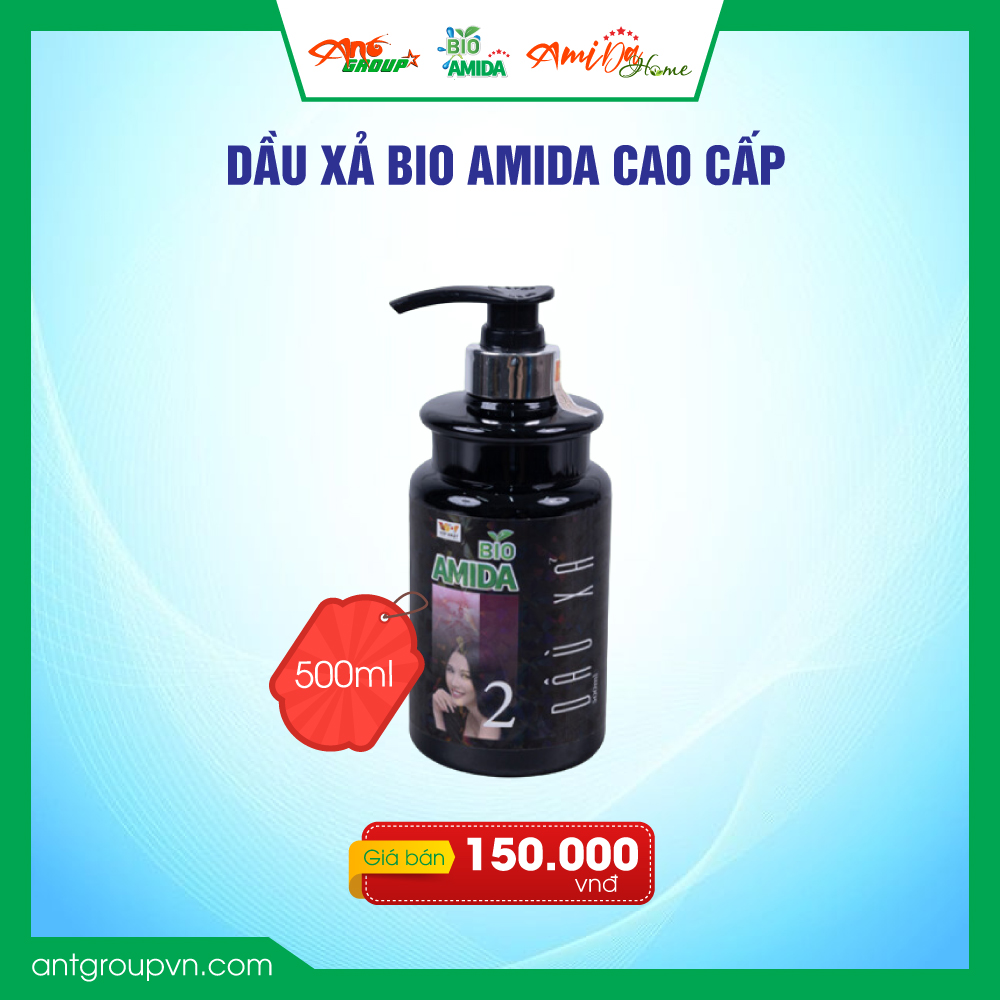 Ant
GROUP
BIO
AMIDA
AmiDa
Home
DẦU XẢ BIO AMIDA CAO CẤP
BIO
AMIDA
DẦU XẢ
2
500ml
Giá bán
150.000
vnđ
antgroupvn.com